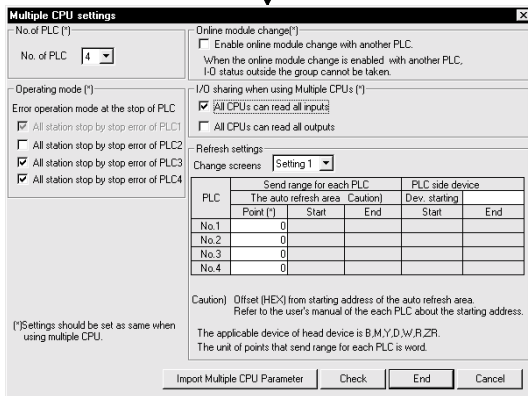 Multiple CPU settings
No.of PLC (*)
No. of PLC 4
Online module change(*)
Enable online module change with another PLC.
When the online module change is enabled with another PLC,
I-O status outside the group cannot be taken.
Operating mode (*)
Error operation mode at the stop of PLC
All station stop by stop error of PLC1
All station stop by stop error of PLC2
All station stop by stop error of PLC3
All station stop by stop error of PLC4
I/O sharing when using Multiple CPUs (*)
All CPUs can read all inputs
All CPUs can read all outputs
Refresh settings
Change screens Setting 1
PLC Send range for each PLC PLC side device
The auto refresh area Caution) Dev. starting
Point (*) Start End Start End
No.1 0
No.2 0
No.3 0
No.4 0
Caution) Offset (HEX) from starting address of the auto refresh area.
Refer to the user's manual of the each PLC about the starting address.
The applicable device of head device is B,M,Y,D,W,R,ZR.
The unit of points that send range for each PLC is word.
(*)Settings should be set as same when
using multiple CPU.
Import Multiple CPU Parameter Check End Cancel